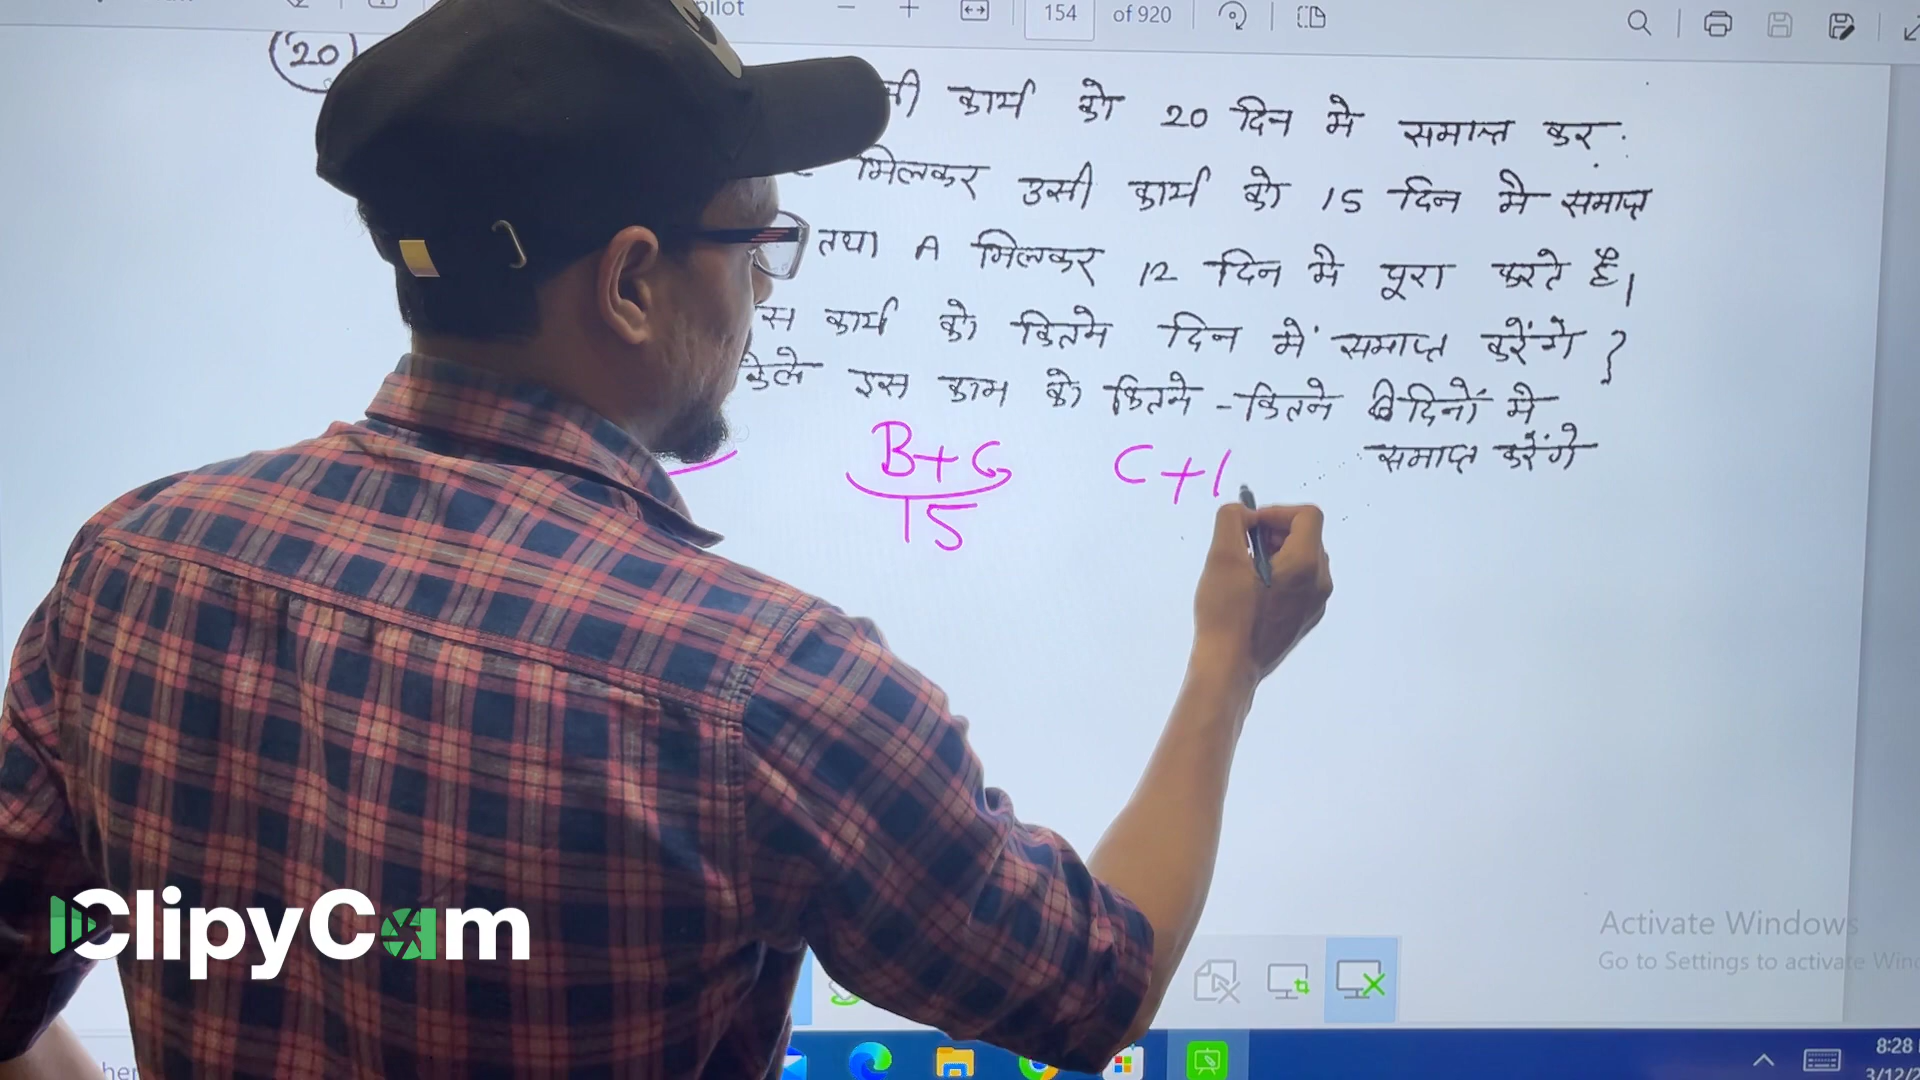 154 of 920
20
कार्य को 20 दिन मे समाप्त कर
मिलकर उसी कार्य को 15 दिन मे समाप्त
तथा A मिलकर 12 दिन मे पूरा करते हैं।
कार्य को कितने दिन में समाप्त करेंगे ?
इस काम को कितने - कितने दिनों मे
समाप्त करेंगे
B+C C+
15
ClipyCam
Activate Windows
Go to Settings to activate
8:28